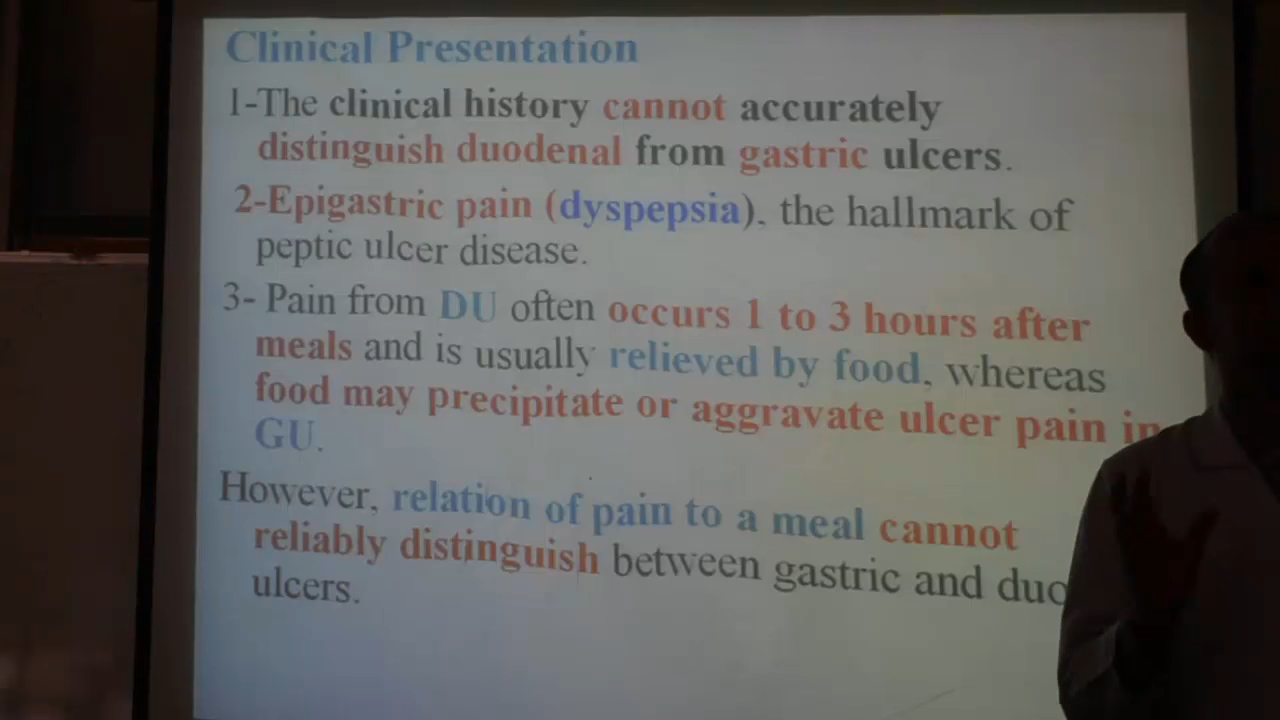 Clinical Presentation
1-The clinical history cannot accurately
distinguish duodenal from gastric ulcers.
2-Epigastric pain (dyspepsia), the hallmark of
peptic ulcer disease.
3- Pain from DU often occurs 1 to 3 hours after
meals and is usually relieved by food, whereas
food may precipitate or aggravate ulcer pain in
GU.
However, relation of pain to a meal cannot
reliably distinguish between gastric and duo
ulcers.